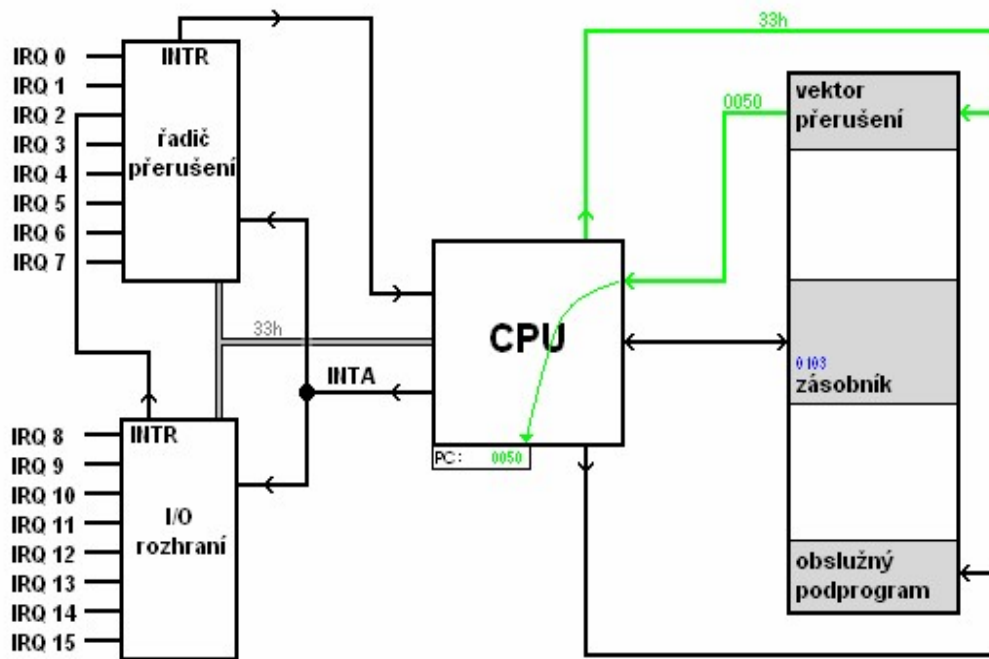 IRQ 0
IRQ 1
IRQ 2
IRQ 3
IRQ 4
IRQ 5
IRQ 6
IRQ 7
INTR
řadič
přerušení
33h
INTA
IRQ 8
IRQ 9
IRQ 10
IRQ 11
IRQ 12
IRQ 13
IRQ 14
IRQ 15
INTR
I/O
rozhraní
CPU
PC: 0050
33h
0050
vektor
přerušení
0103
zásobník
obslužný
podprogram